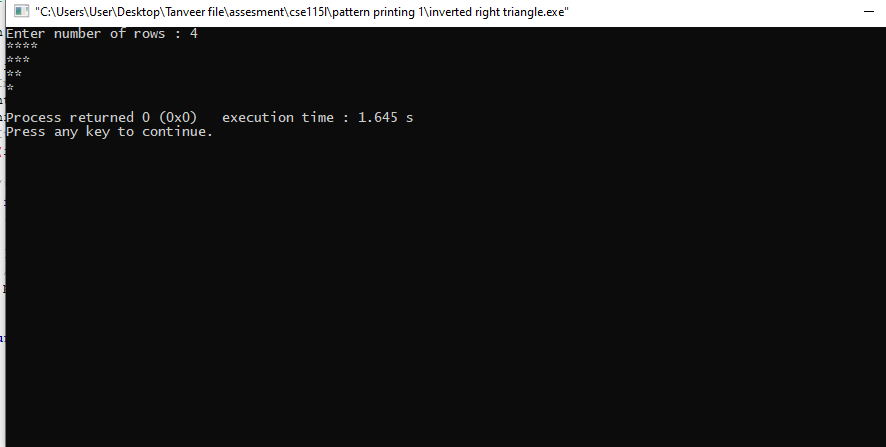 "C:\Users\User\Desktop\Tanveer file\assesment\cse115l\pattern printing 1\inverted right triangle.exe"
Enter number of rows : 4
****
***
**
*
Process returned 0 (0x0)   execution time : 1.645 s
Press any key to continue.